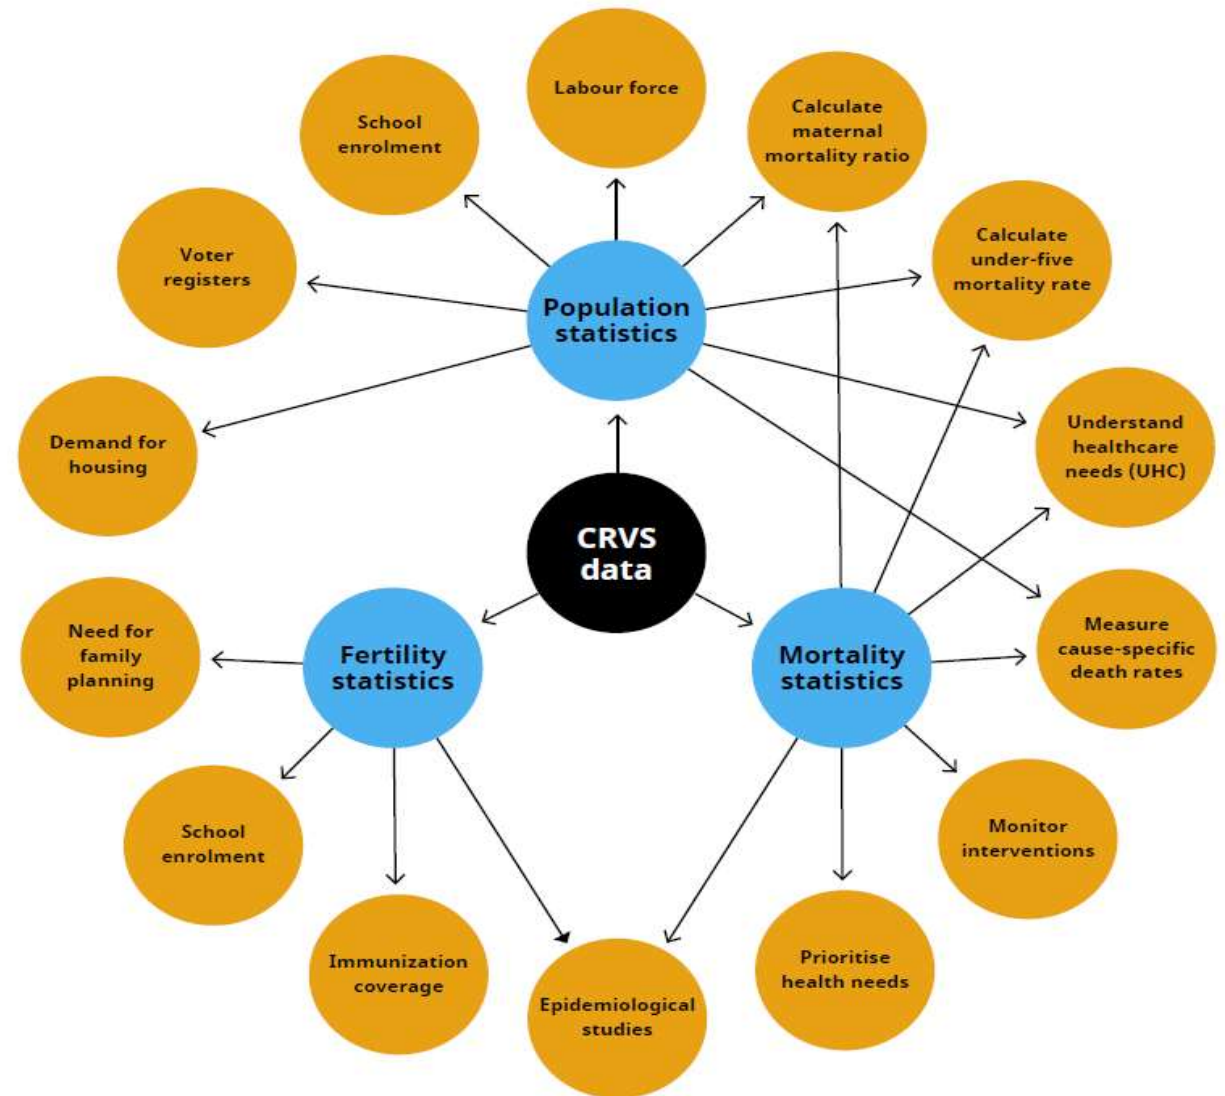 Labour force
School
enrolment
Calculate
maternal
mortality ratio
Voter
registers
Calculate
under-five
mortality rate
Population
statistics
Demand for
housing
Understand
healthcare
needs (UHC)
CRVS
data
Need for
family
planning
Fertility
statistics
Mortality
statistics
Measure
cause-specific
death rates
School
enrolment
Monitor
interventions
Immunization
coverage
Prioritise
health needs
Epidemiological
studies